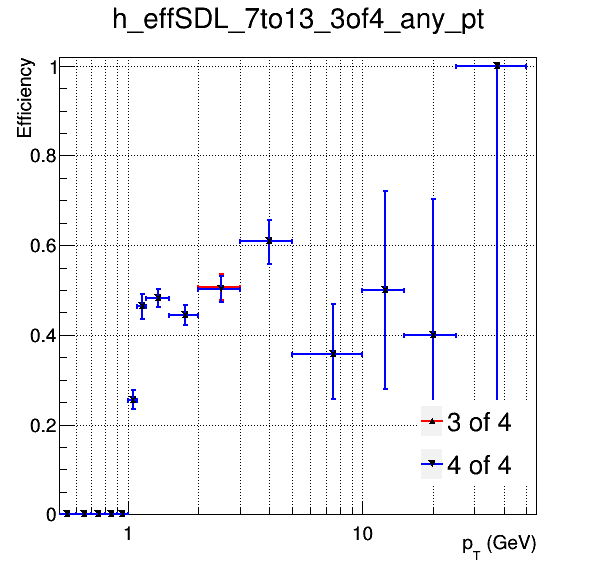 h_effSDL_7to13_3of4_any_pt
Efficiency
1
0.8
0.6
0.4
0.2
0
1
10
p_T (GeV)
3 of 4
4 of 4